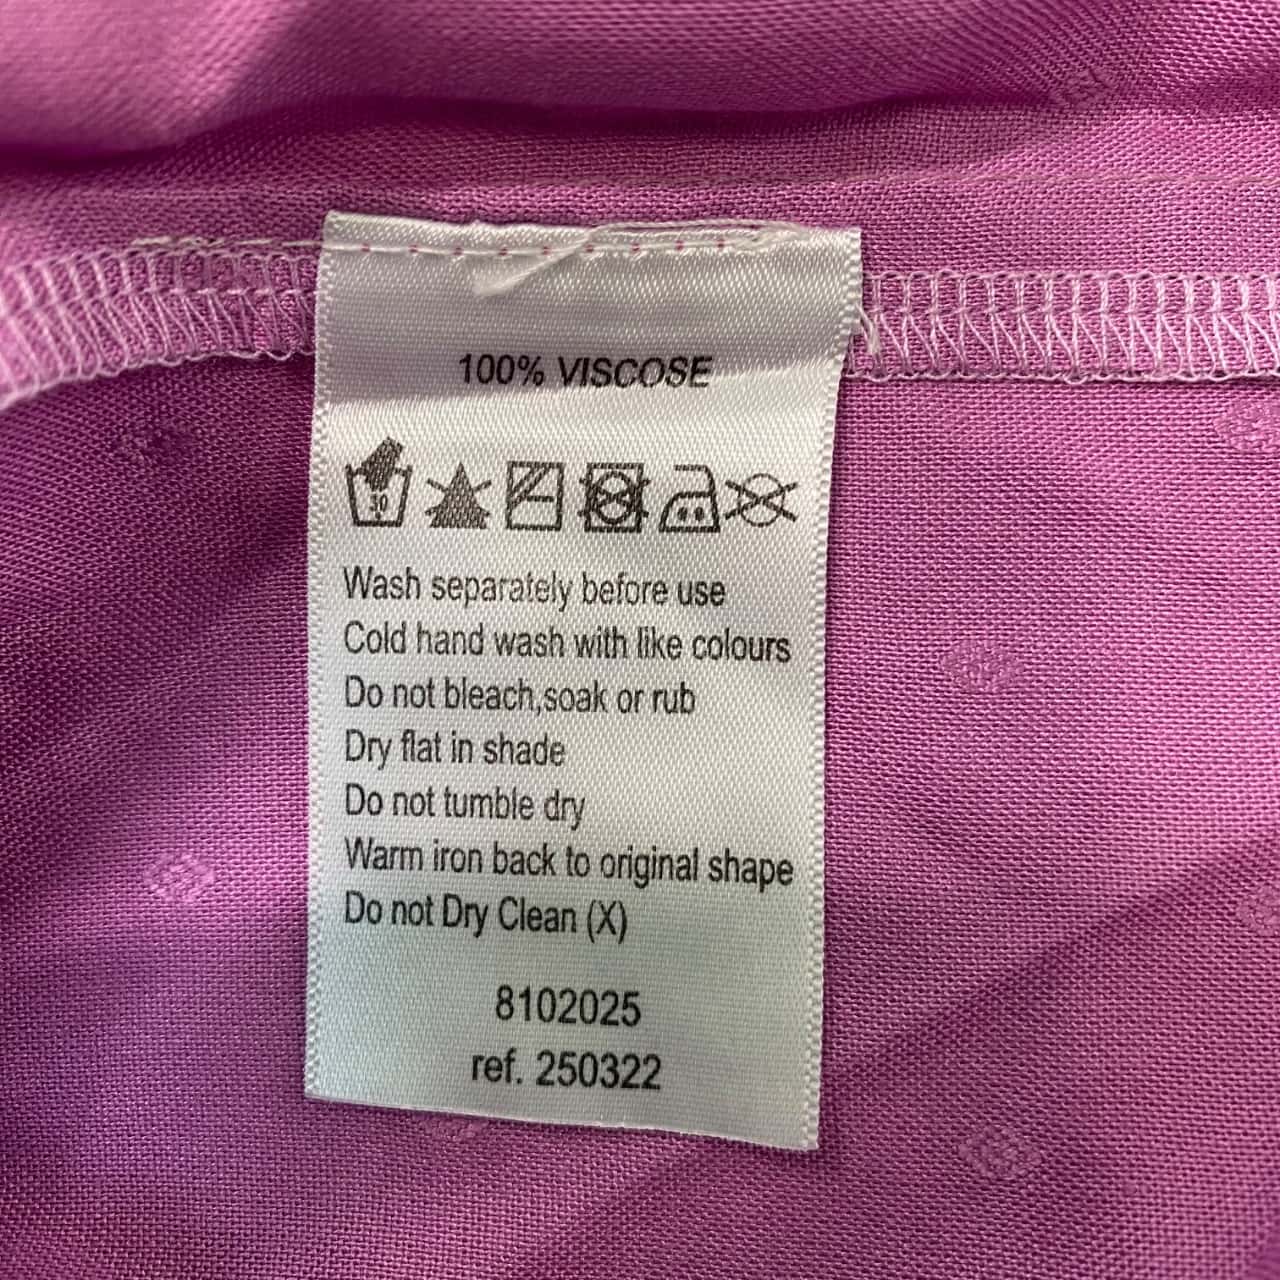 100% VISCOSE
30
Wash separately before use
Cold hand wash with like colours
Do not bleach,soak or rub
Dry flat in shade
Do not tumble dry
Warm iron back to original shape
Do not Dry Clean (X)
8102025
ref. 250322